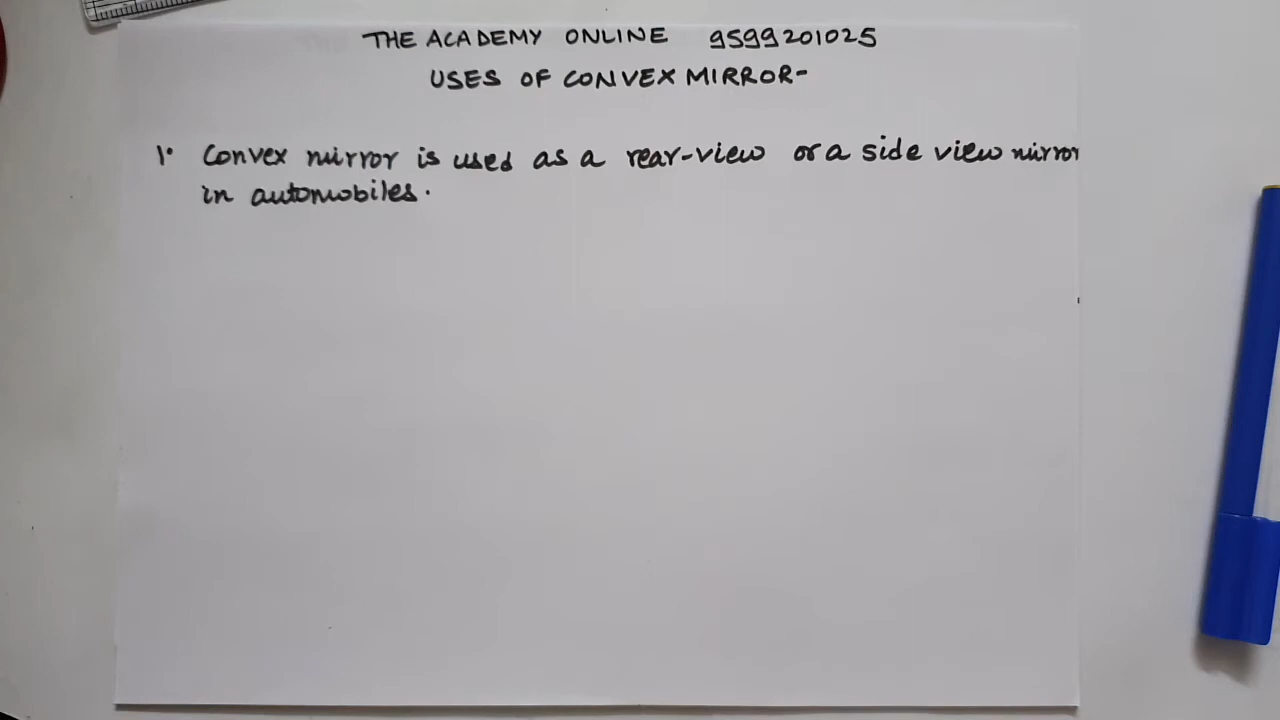 THE ACADEMY ONLINE 9599201025
USES OF CONVEX MIRROR-
1. Convex mirror is used as a rear-view or a side view mirror
in automobiles.